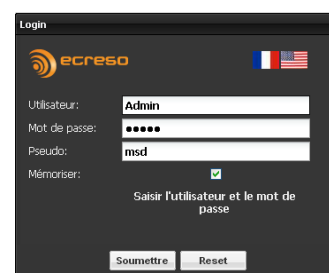 Login
ecreso
Utilisateur: Admin
Mot de passe: •••••
Pseudo: msd
Mémoriser:
Saisir l'utilisateur et le mot de
passe
Soumettre Reset